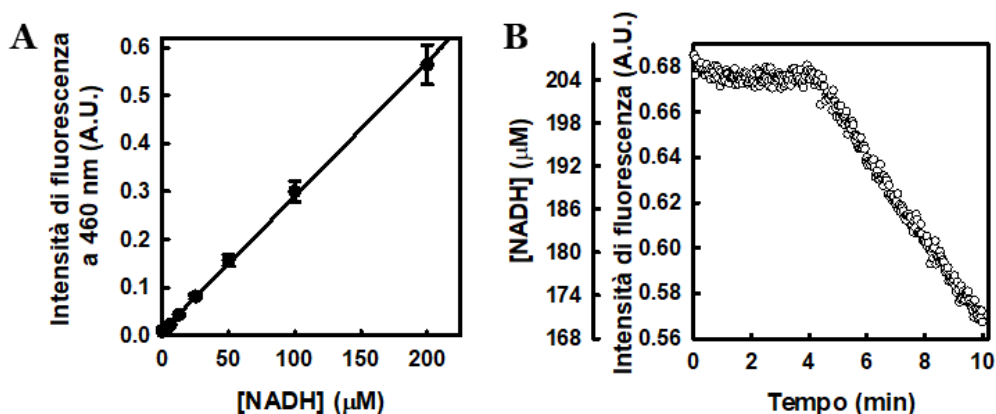 A
Intensità di fluorescenza
a 460 nm (A.U.)
0.6
0.5
0.3
0.2
0.1
0.0
0 50 100 150 200
[NADH] (μM)
B
[NADH] (μM)
204
198
192
186
180
174
168
Intensità di fluorescenza (A.U.)
0.68
0.66
0.64
0.62
0.60
0.58
0.56
0 2 4 6 8 10
Tempo (min)